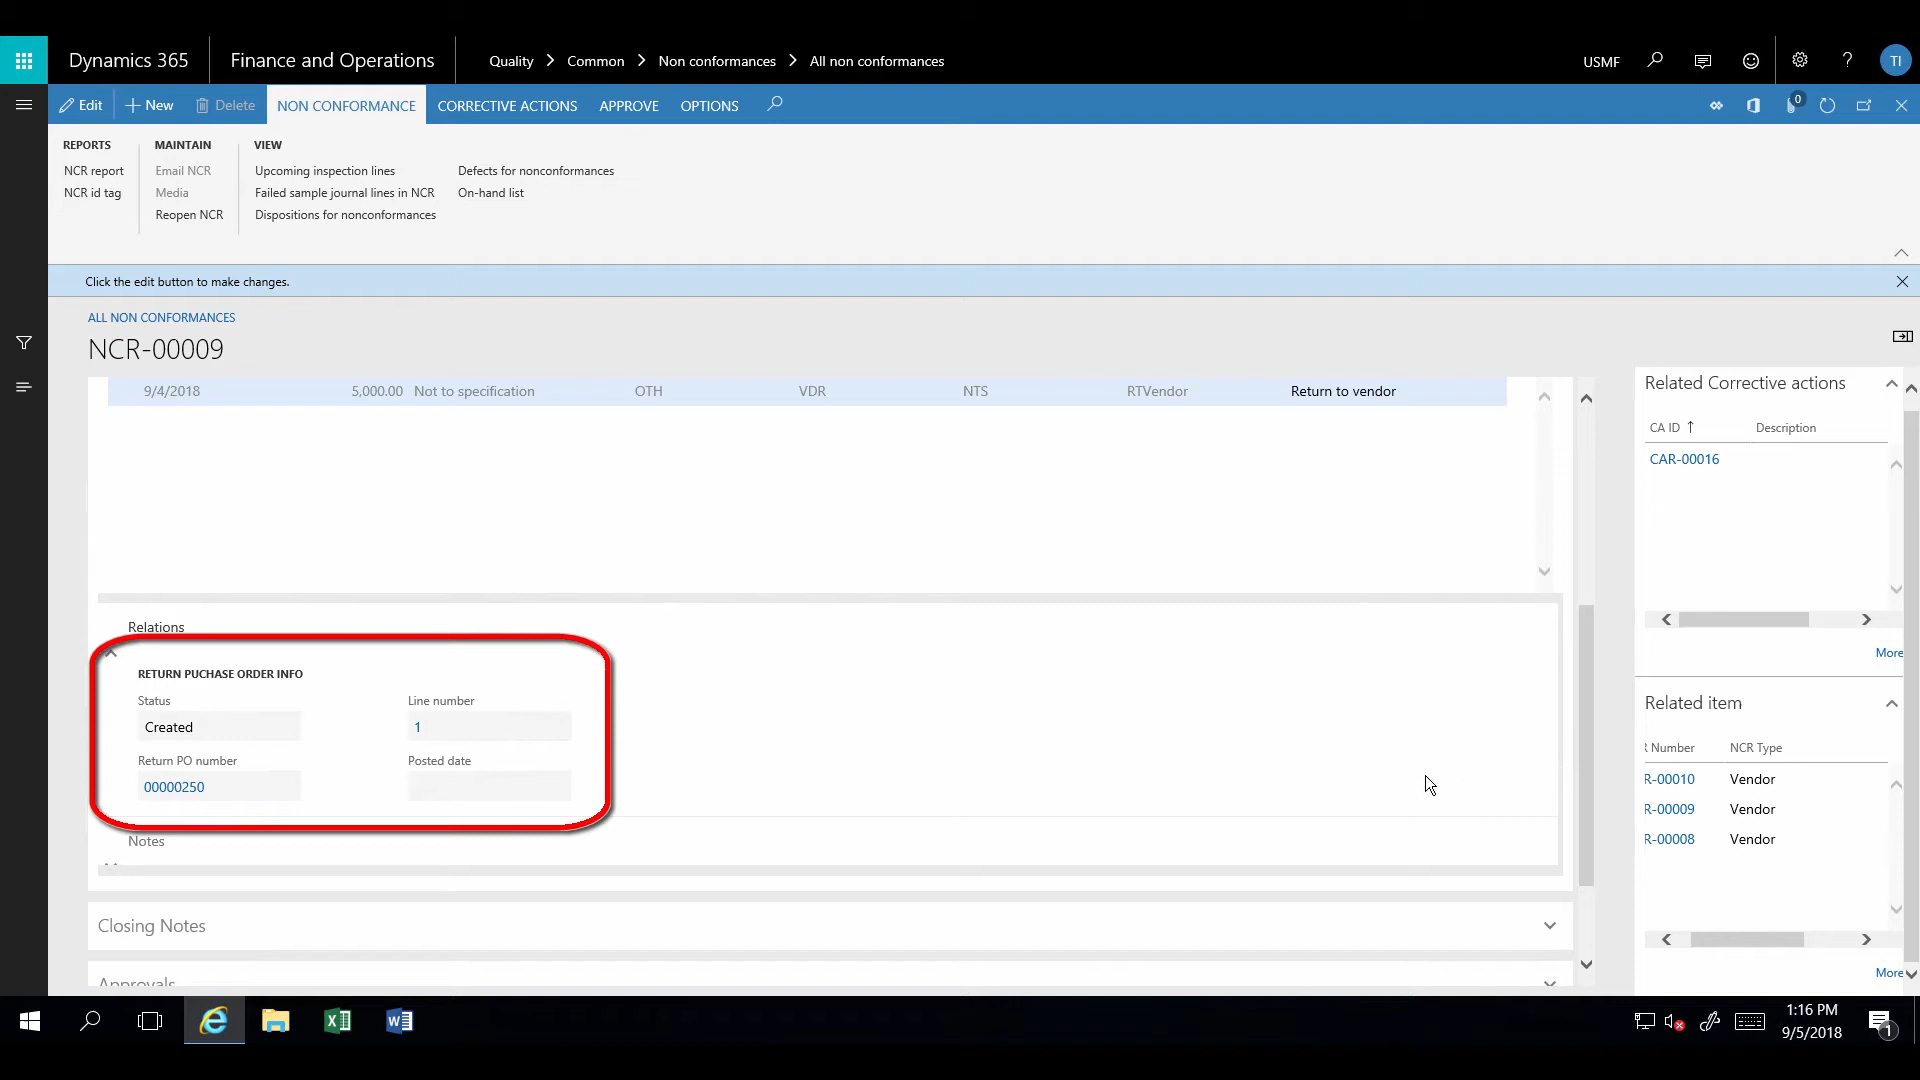 Dynamics 365
Finance and Operations
Quality Common Non conformances All non conformances
USMF
TI
Edit New Delete NON CONFORMANCE CORRECTIVE ACTIONS APPROVE OPTIONS
0
REPORTS
NCR report
NCR id tag
MAINTAIN
Email NCR
Media
Reopen NCR
VIEW
Upcoming inspection lines
Failed sample journal lines in NCR
Dispositions for nonconformances
Defects for nonconformances
On-hand list
Click the edit button to make changes.
ALL NON CONFORMANCES
NCR-00009
9/4/2018 5,000.00 Not to specification OTH VDR NTS RTVendor Return to vendor
Relations
RETURN PUCHASE ORDER INFO
Status
Created
Line number
1
Return PO number
00000250
Posted date
Notes
Closing Notes
Approvals
Related Corrective actions
CA ID Description
CAR-00016
More
Related item
Number NCR Type
R-00010 Vendor
R-00009 Vendor
R-00008 Vendor
More
1:16 PM
9/5/2018
1